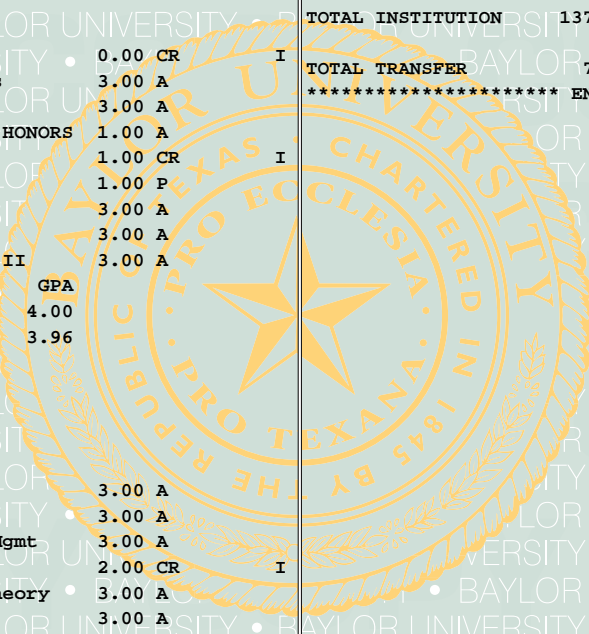 0.00 CR I
3.00 A
3.00 A
HONORS 1.00 A
1.00 CR I
1.00 P
3.00 A
3.00 A
II 3.00 A
GPA
4.00
3.96
3.00 A
3.00 A
Mgmt 3.00 A
2.00 CR I
3.00 A
3.00 A
TOTAL INSTITUTION 137
TOTAL TRANSFER 7
********************** EN
BAYLOR UNIVERSITY
REPUBLIC OF TEXAS · CHARTERED IN 1845 BY THE
PRO ECCLESIA · PRO TEXANA